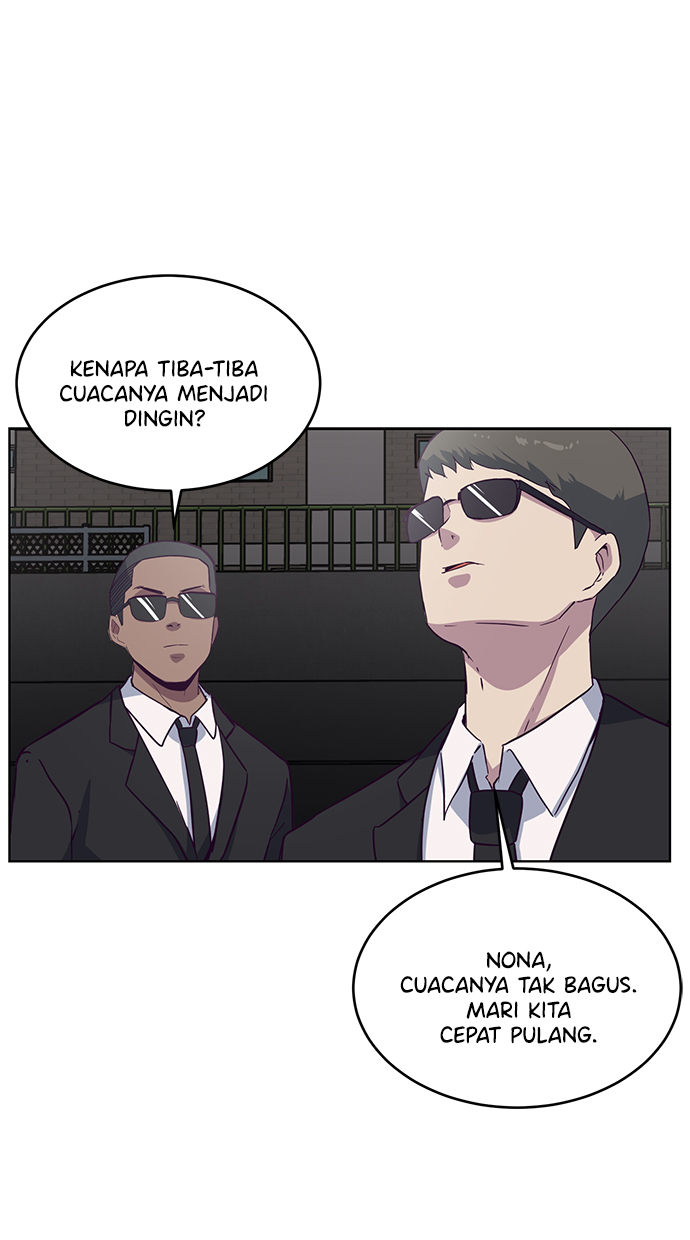 KENAPA TIBA-TIBA
CUACANYA MENJADI
DINGIN?
NONA,
CUACANYA TAK BAGUS.
MARI KITA
CEPAT PULANG.